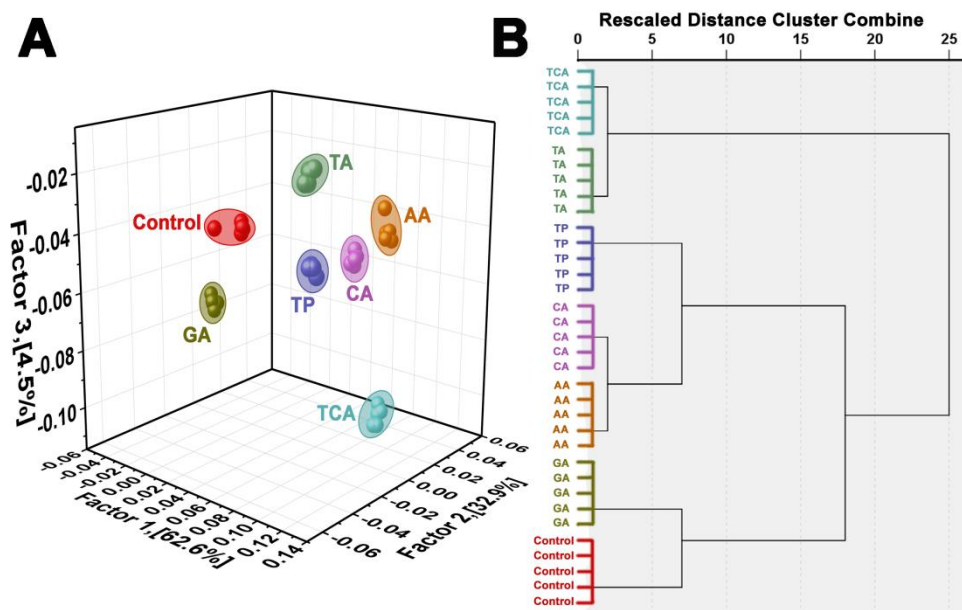 A
Control
GA
TA
AA
TP
CA
TCA
Factor 3,[4.5%]
-0.02
-0.04
-0.06
-0.08
-0.10
Factor 1,[62.6%]
-0.06
-0.04
-0.02
0.00
0.02
0.04
0.06
0.08
0.10
0.12
0.14
Factor 2,[32.9%]
-0.06
-0.04
-0.02
0.00
0.02
0.04
0.06
B
Rescaled Distance Cluster Combine
0 5 10 15 20 25
TCA
TCA
TCA
TCA
TCA
TA
TA
TA
TA
TA
TP
TP
TP
TP
TP
CA
CA
CA
CA
CA
AA
AA
AA
AA
AA
GA
GA
GA
GA
GA
Control
Control
Control
Control
Control